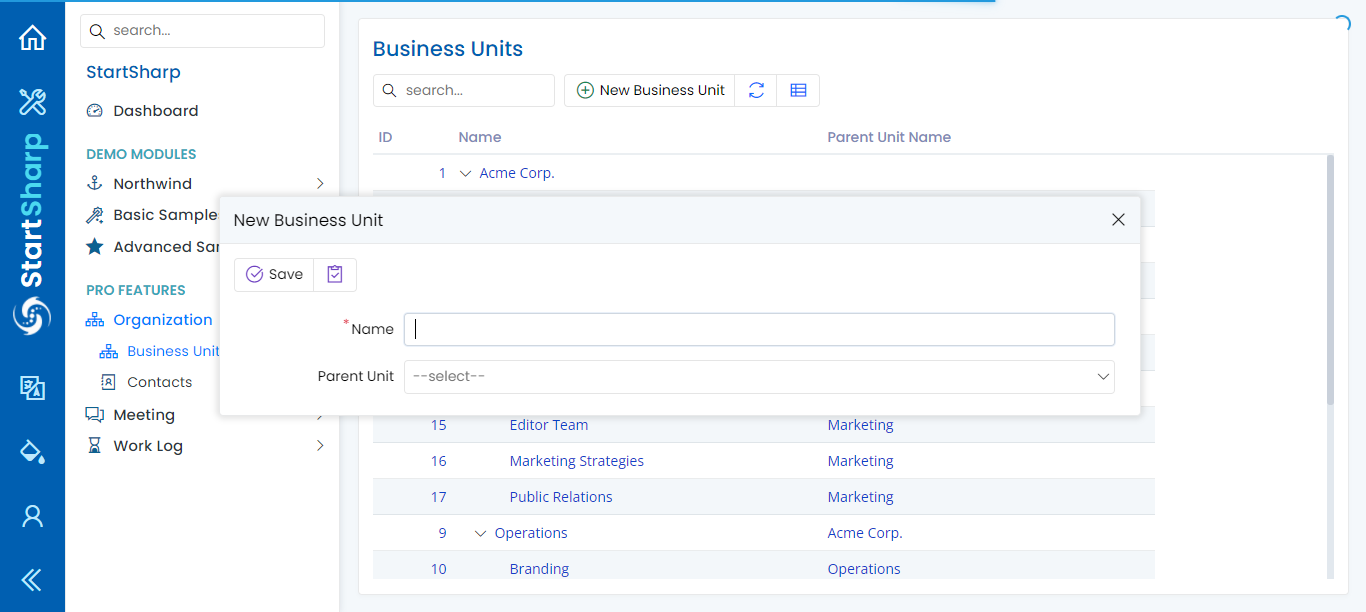 search...
StartSharp
Dashboard
DEMO MODULES
Northwind
Basic Sample
Advanced Sar
PRO FEATURES
Organization
Business Unit
Contacts
Meeting
Work Log
StartSharp
Business Units
search...
New Business Unit
ID Name Parent Unit Name
1 Acme Corp.
New Business Unit
Save
*Name
Parent Unit --select--
15 Editor Team Marketing
16 Marketing Strategies Marketing
17 Public Relations Marketing
9 Operations Acme Corp.
10 Branding Operations